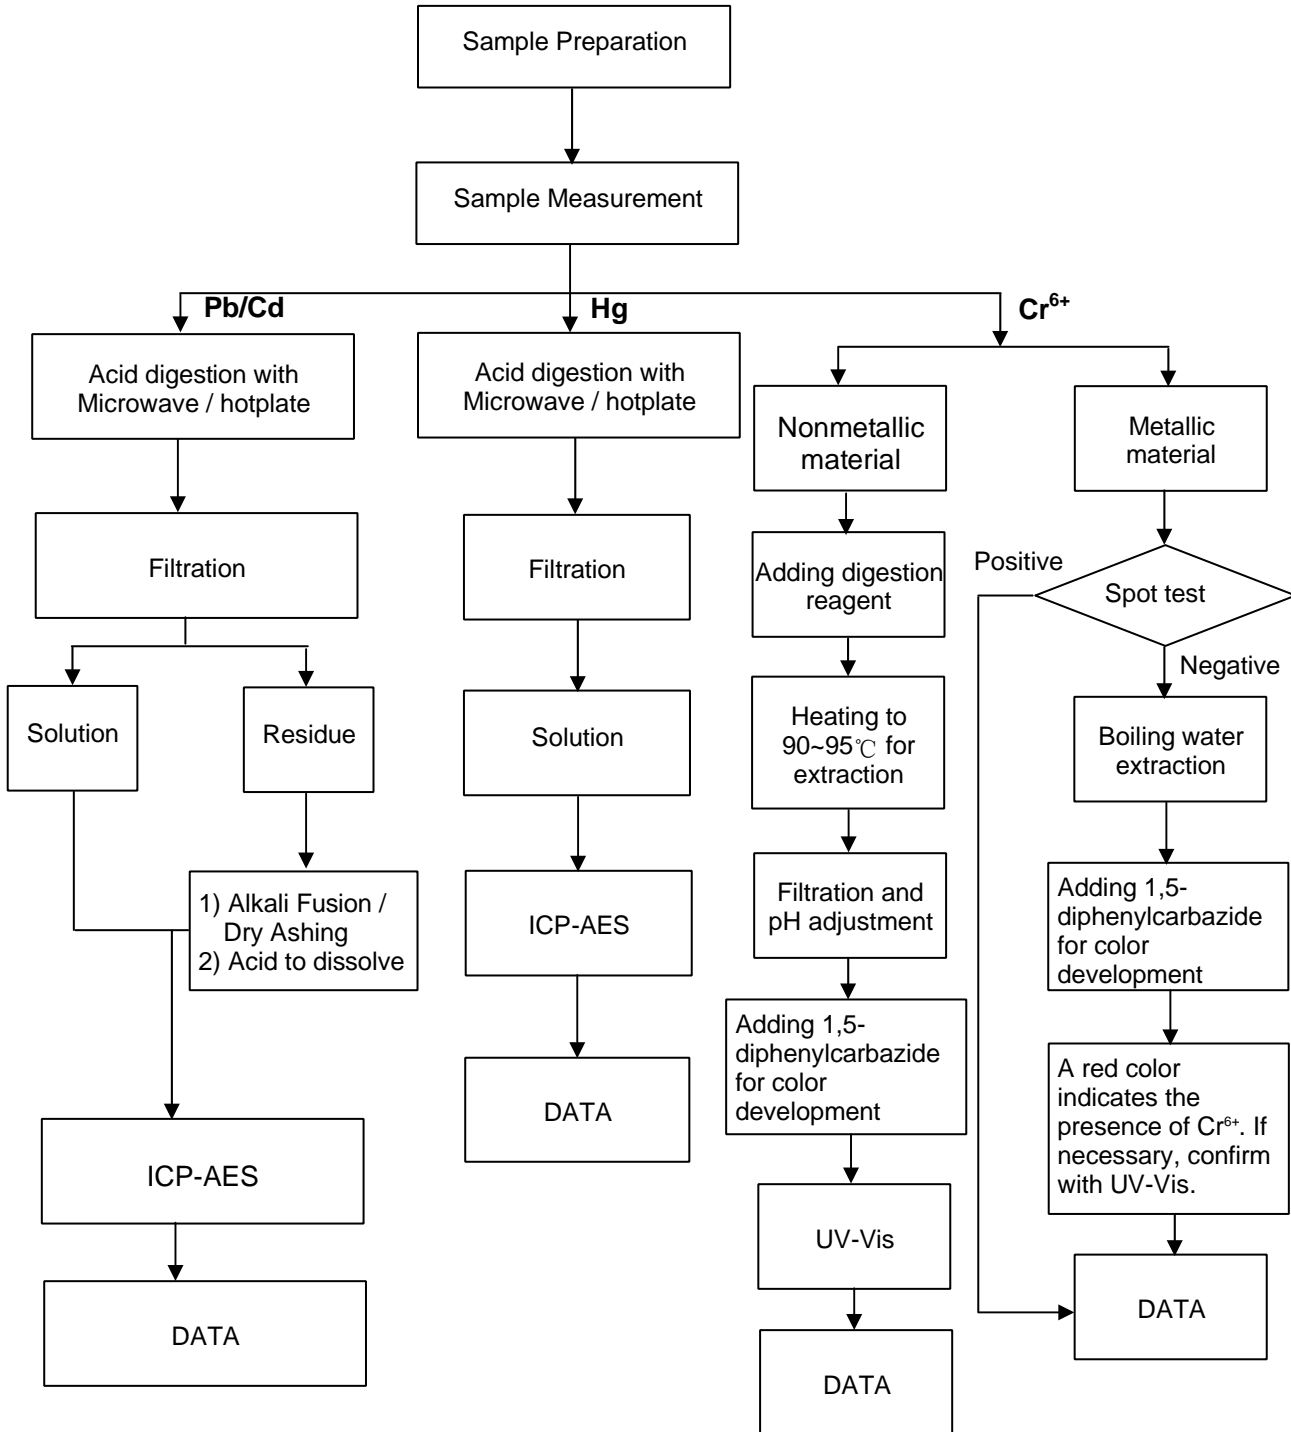 Sample Preparation
Sample Measurement
Pb/Cd
Hg
Cr⁶⁺
Acid digestion with
Microwave / hotplate
Filtration
Solution
Residue
1) Alkali Fusion /
Dry Ashing
2) Acid to dissolve
ICP-AES
DATA
Acid digestion with
Microwave / hotplate
Filtration
Solution
ICP-AES
DATA
Nonmetallic
material
Adding digestion
reagent
Heating to
90~95℃ for
extraction
Filtration and
pH adjustment
Adding 1,5-
diphenylcarbazide
for color
development
UV-Vis
DATA
Metallic
material
Spot test
Positive
Negative
Boiling water
extraction
Adding 1,5-
diphenylcarbazide
for color
development
A red color
indicates the
presence of Cr⁶⁺. If
necessary, confirm
with UV-Vis.
DATA